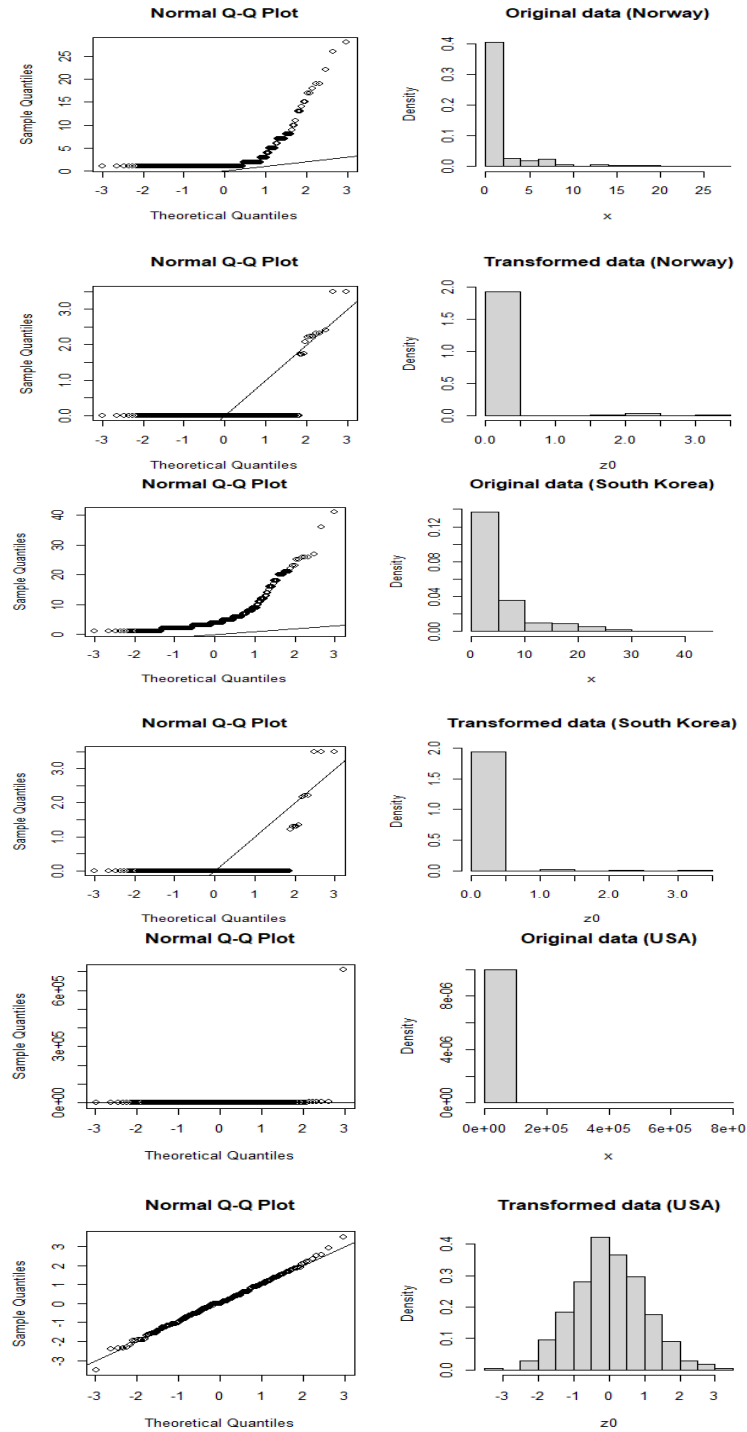 Normal Q-Q Plot
Sample Quantiles
0 5 10 15 20 25
-3 -2 -1 0 1 2 3
Theoretical Quantiles
Original data (Norway)
Density
0.0 0.1 0.2 0.3 0.4
0 5 10 15 20 25
x
Normal Q-Q Plot
Sample Quantiles
0.0 1.0 2.0 3.0
-3 -2 -1 0 1 2 3
Theoretical Quantiles
Transformed data (Norway)
Density
0.0 0.5 1.0 1.5 2.0
0.0 1.0 2.0 3.0
z0
Normal Q-Q Plot
Sample Quantiles
0 10 20 30 40
-3 -2 -1 0 1 2 3
Theoretical Quantiles
Original data (South Korea)
Density
0.00 0.04 0.08 0.12
0 10 20 30 40
x
Normal Q-Q Plot
Sample Quantiles
0.0 1.0 2.0 3.0
-3 -2 -1 0 1 2 3
Theoretical Quantiles
Transformed data (South Korea)
Density
0.0 0.5 1.0 1.5 2.0
0.0 1.0 2.0 3.0
z0
Normal Q-Q Plot
Sample Quantiles
0e+00 3e+05 6e+05
-3 -2 -1 0 1 2 3
Theoretical Quantiles
Original data (USA)
Density
0e+00 4e-06 8e-06
0e+00 2e+05 4e+05 6e+05 8e+0
x
Normal Q-Q Plot
Sample Quantiles
-3 -2 -1 0 1 2 3
-3 -2 -1 0 1 2 3
Theoretical Quantiles
Transformed data (USA)
Density
0.0 0.1 0.2 0.3 0.4
-3 -2 -1 0 1 2 3
z0